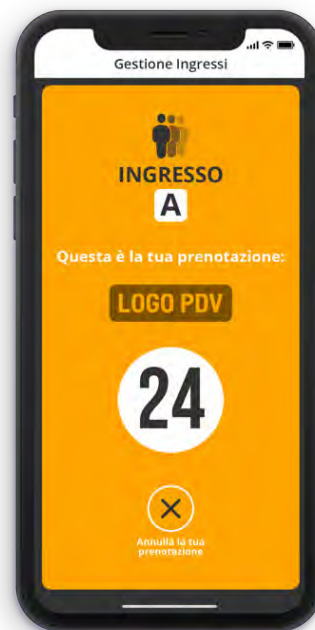 Gestione Ingressi
INGRESSO
A
Questa è la tua prenotazione:
LOGO PDV
24
Annulla la tua
prenotazione